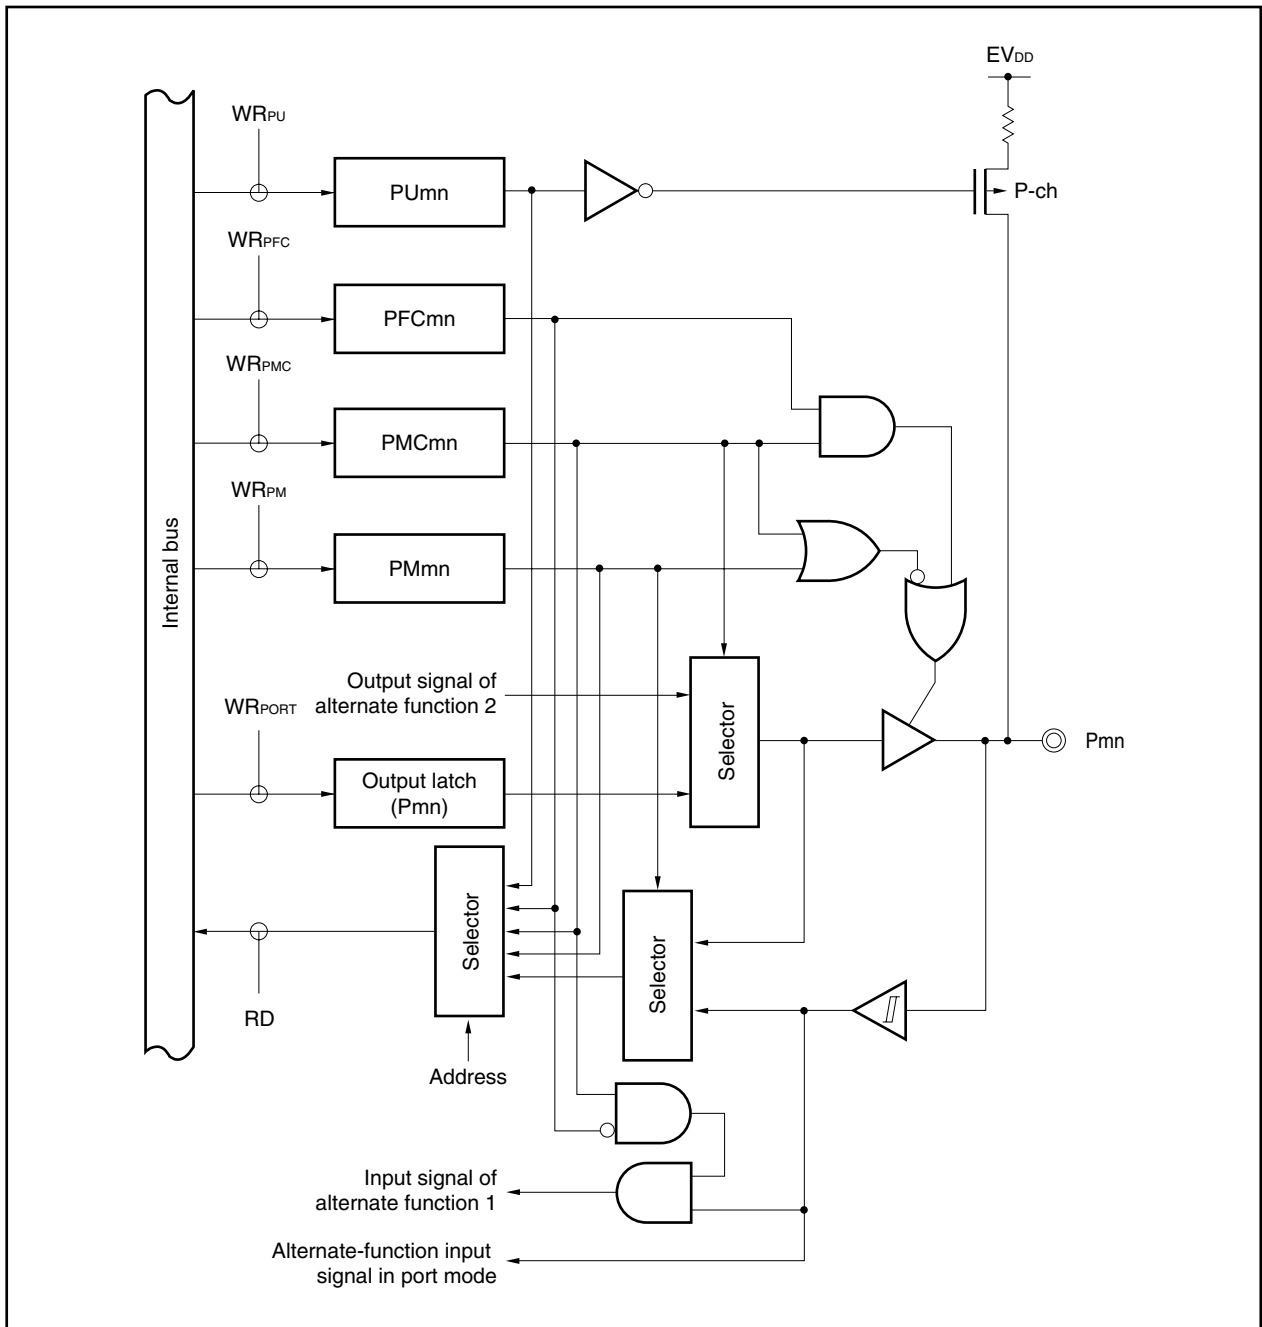 EVDD
WRPU
PUmn
P-ch
WRPFC
PFCmn
WRPMC
PMCmn
WRPM
PMmn
Internal bus
Output signal of
alternate function 2
WRPORT
Output latch
(Pmn)
Selector
Pmn
Selector
Selector
RD
Address
Input signal of
alternate function 1
Alternate-function input
signal in port mode